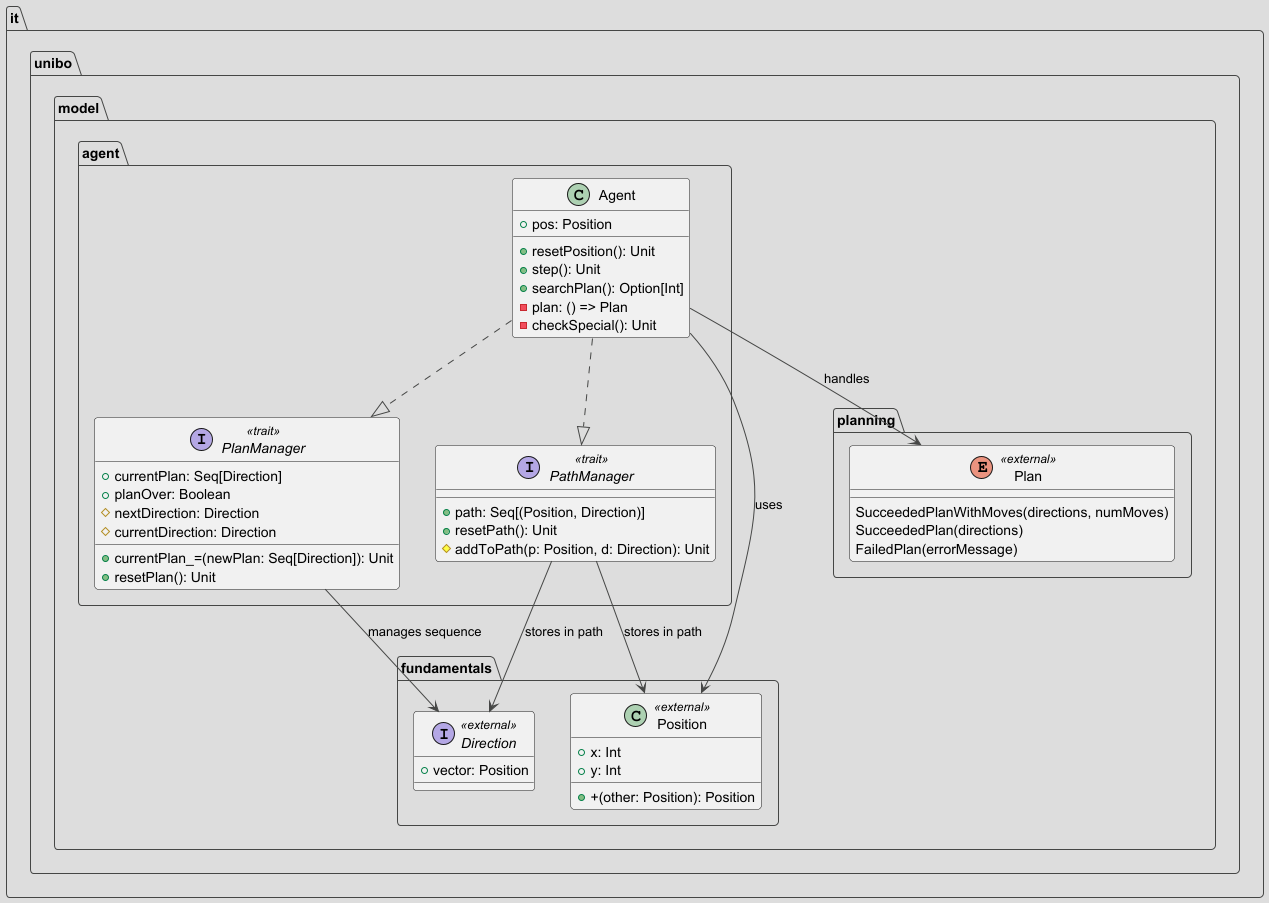 it
unibo
model
agent
C Agent
pos: Position
resetPosition(): Unit
step(): Unit
searchPlan(): Option[Int]
plan: () => Plan
checkSpecial(): Unit
handles
I «trait»
PlanManager
currentPlan: Seq[Direction]
planOver: Boolean
nextDirection: Direction
currentDirection: Direction
currentPlan_=(newPlan: Seq[Direction]): Unit
resetPlan(): Unit
I «trait»
PathManager
path: Seq[(Position, Direction)]
resetPath(): Unit
addToPath(p: Position, d: Direction): Unit
uses
planning
E «external»
Plan
SucceededPlanWithMoves(directions, numMoves)
SucceededPlan(directions)
FailedPlan(errorMessage)
manages sequence
stores in path
stores in path
fundamentals
I «external»
Direction
vector: Position
C «external»
Position
x: Int
y: Int
+(other: Position): Position